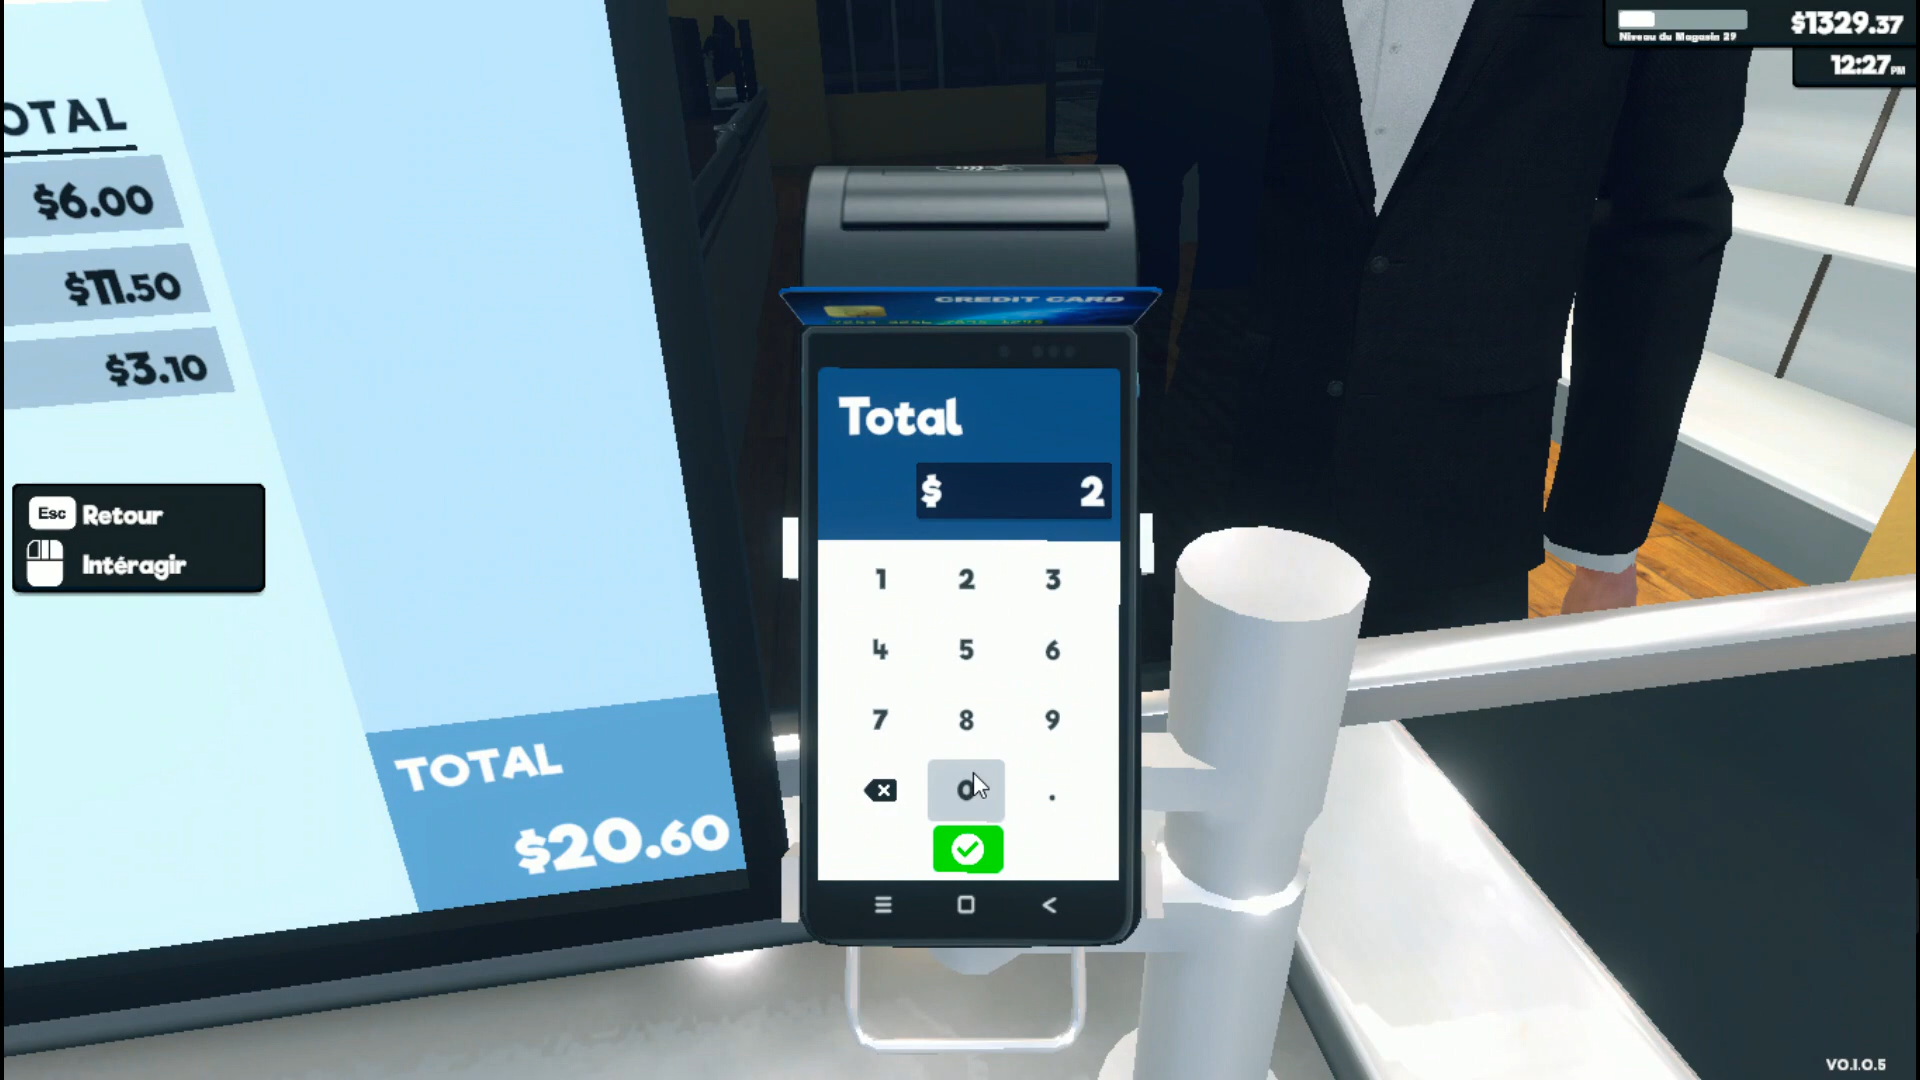 $1329.37
Niveau du Magasin 29
12:27 PM
OTAL
$6.00
$11.50
$3.10
CREDIT CARD
Total
$ 2
Esc Retour
Intéragir
1 2 3
4 5 6
7 8 9
0 .
TOTAL
$20.60
V0.1.0.5